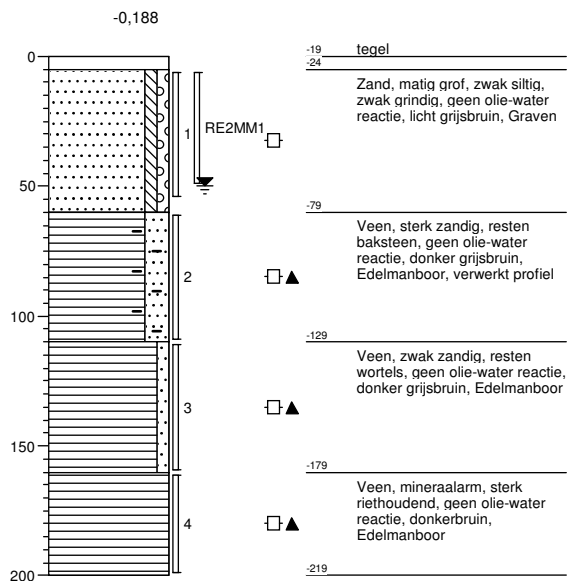 -0,188
0
50
100
150
200
1
RE2MM1
2
3
4
-19
tegel
-24
Zand, matig grof, zwak siltig,
zwak grindig, geen olie-water
reactie, licht grijsbruin, Graven
-79
Veen, sterk zandig, resten
baksteen, geen olie-water
reactie, donker grijsbruin,
Edelmanboor, verwerkt profiel
-129
Veen, zwak zandig, resten
wortels, geen olie-water reactie,
donker grijsbruin, Edelmanboor
-179
Veen, mineraalarm, sterk
riethoudend, geen olie-water
reactie, donkerbruin,
Edelmanboor
-219